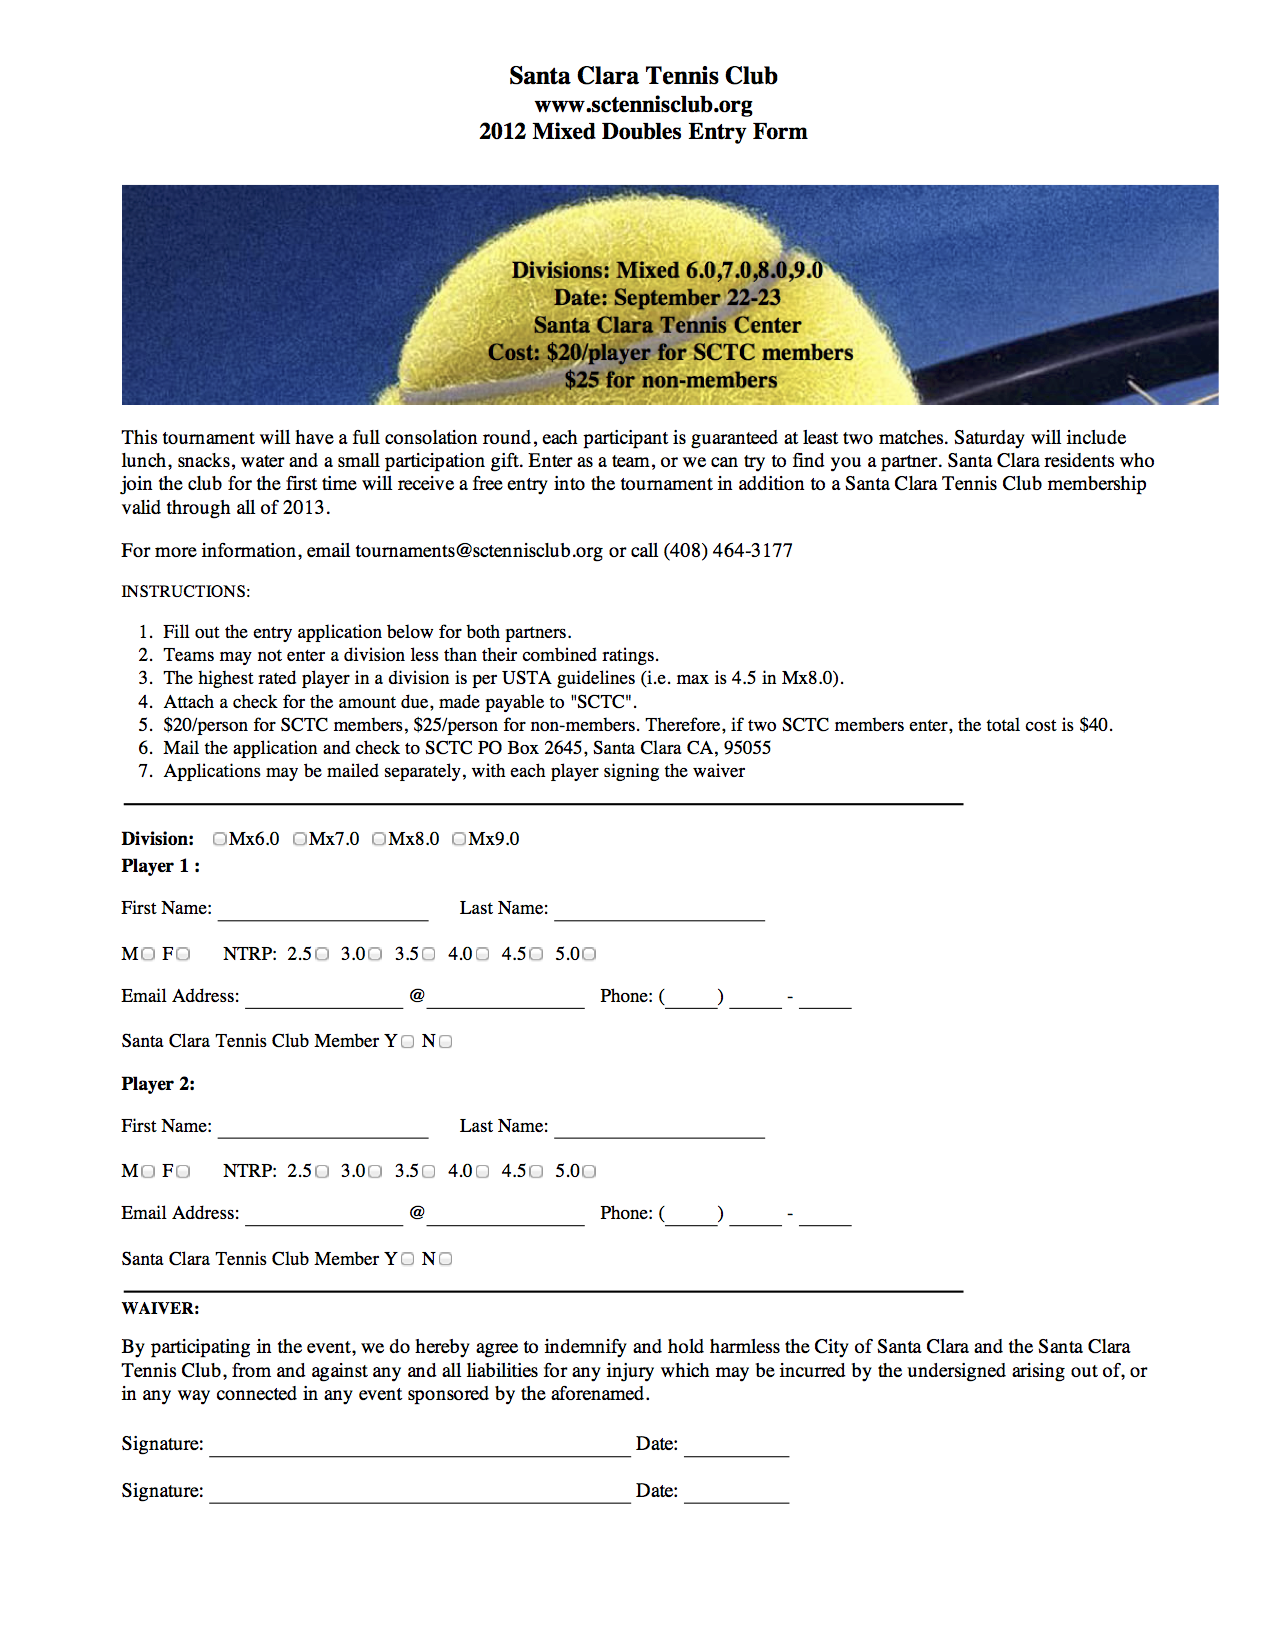 Santa Clara Tennis Club
www.sctennisclub.org
2012 Mixed Doubles Entry Form
Divisions: Mixed 6.0,7.0,8.0,9.0
Date: September 22-23
Santa Clara Tennis Center
Cost: $20/player for SCTC members
$25 for non-members
This tournament will have a full consolation round, each participant is guaranteed at least two matches. Saturday will include
lunch, snacks, water and a small participation gift. Enter as a team, or we can try to find you a partner. Santa Clara residents who
join the club for the first time will receive a free entry into the tournament in addition to a Santa Clara Tennis Club membership
valid through all of 2013.
For more information, email tournaments@sctennisclub.org or call (408) 464-3177
INSTRUCTIONS:
1. Fill out the entry application below for both partners.
2. Teams may not enter a division less than their combined ratings.
3. The highest rated player in a division is per USTA guidelines (i.e. max is 4.5 in Mx8.0).
4. Attach a check for the amount due, made payable to "SCTC".
5. $20/person for SCTC members, $25/person for non-members. Therefore, if two SCTC members enter, the total cost is $40.
6. Mail the application and check to SCTC PO Box 2645, Santa Clara CA, 95055
7. Applications may be mailed separately, with each player signing the waiver
Division: Mx6.0 Mx7.0 Mx8.0 Mx9.0
Player 1 :
First Name: ____ Last Name: ____
M F NTRP: 2.5 3.0 3.5 4.0 4.5 5.0
Email Address: ____ @ ____ Phone: (____) ____ - ____
Santa Clara Tennis Club Member Y N
Player 2:
First Name: ____ Last Name: ____
M F NTRP: 2.5 3.0 3.5 4.0 4.5 5.0
Email Address: ____ @ ____ Phone: (____) ____ - ____
Santa Clara Tennis Club Member Y N
WAIVER:
By participating in the event, we do hereby agree to indemnify and hold harmless the City of Santa Clara and the Santa Clara
Tennis Club, from and against any and all liabilities for any injury which may be incurred by the undersigned arising out of, or
in any way connected in any event sponsored by the aforenamed.
Signature: ____ Date: ____
Signature: ____ Date: ____